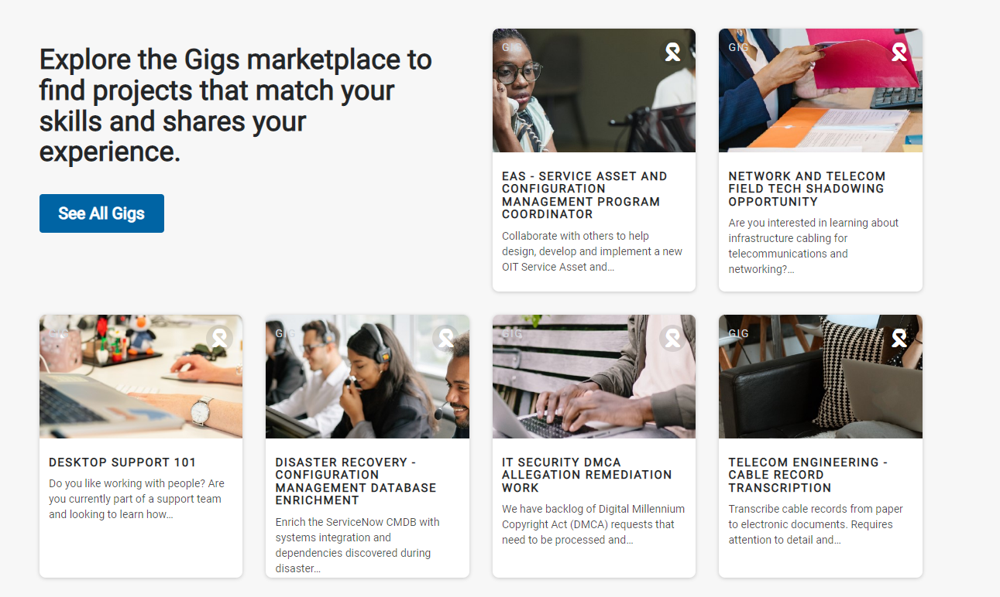 Explore the Gigs marketplace to
find projects that match your
skills and shares your
experience.
See All Gigs
GIG
EAS - SERVICE ASSET AND
CONFIGURATION
MANAGEMENT PROGRAM
COORDINATOR
Collaborate with others to help
design, develop and implement a new
OIT Service Asset and...
GIG
NETWORK AND TELECOM
FIELD TECH SHADOWING
OPPORTUNITY
Are you interested in learning about
infrastructure cabling for
telecommunications and
networking?...
GIG
DESKTOP SUPPORT 101
Do you like working with people? Are
you currently part of a support team
and looking to learn how...
GIG
DISASTER RECOVERY -
CONFIGURATION
MANAGEMENT DATABASE
ENRICHMENT
Enrich the ServiceNow CMDB with
systems integration and
dependencies discovered during
disaster...
GIG
IT SECURITY DMCA
ALLEGATION REMEDIATION
WORK
We have backlog of Digital Millennium
Copyright Act (DMCA) requests that
need to be processed and...
GIG
TELECOM ENGINEERING -
CABLE RECORD
TRANSCRIPTION
Transcribe cable records from paper
to electronic documents. Requires
attention to detail and...